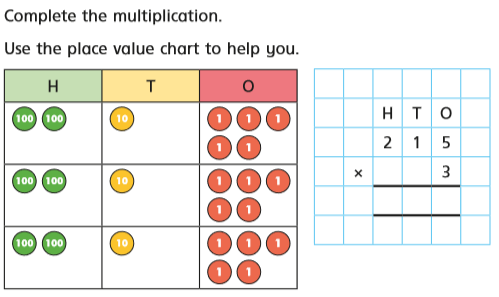 Complete the multiplication.
Use the place value chart to help you.
H T O
100 100 10 1 1 1
1 1
100 100 10 1 1 1
1 1
100 100 10 1 1 1
1 1
H T O
2 1 5
× 3